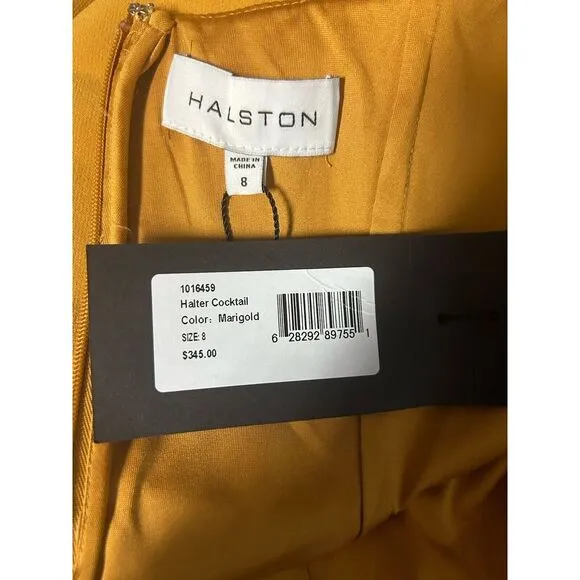 HALSTON
MADE IN
CHINA
8
1016459
Halter Cocktail
Color: Marigold
SIZE: 8
$345.00
6 28292 89755 1